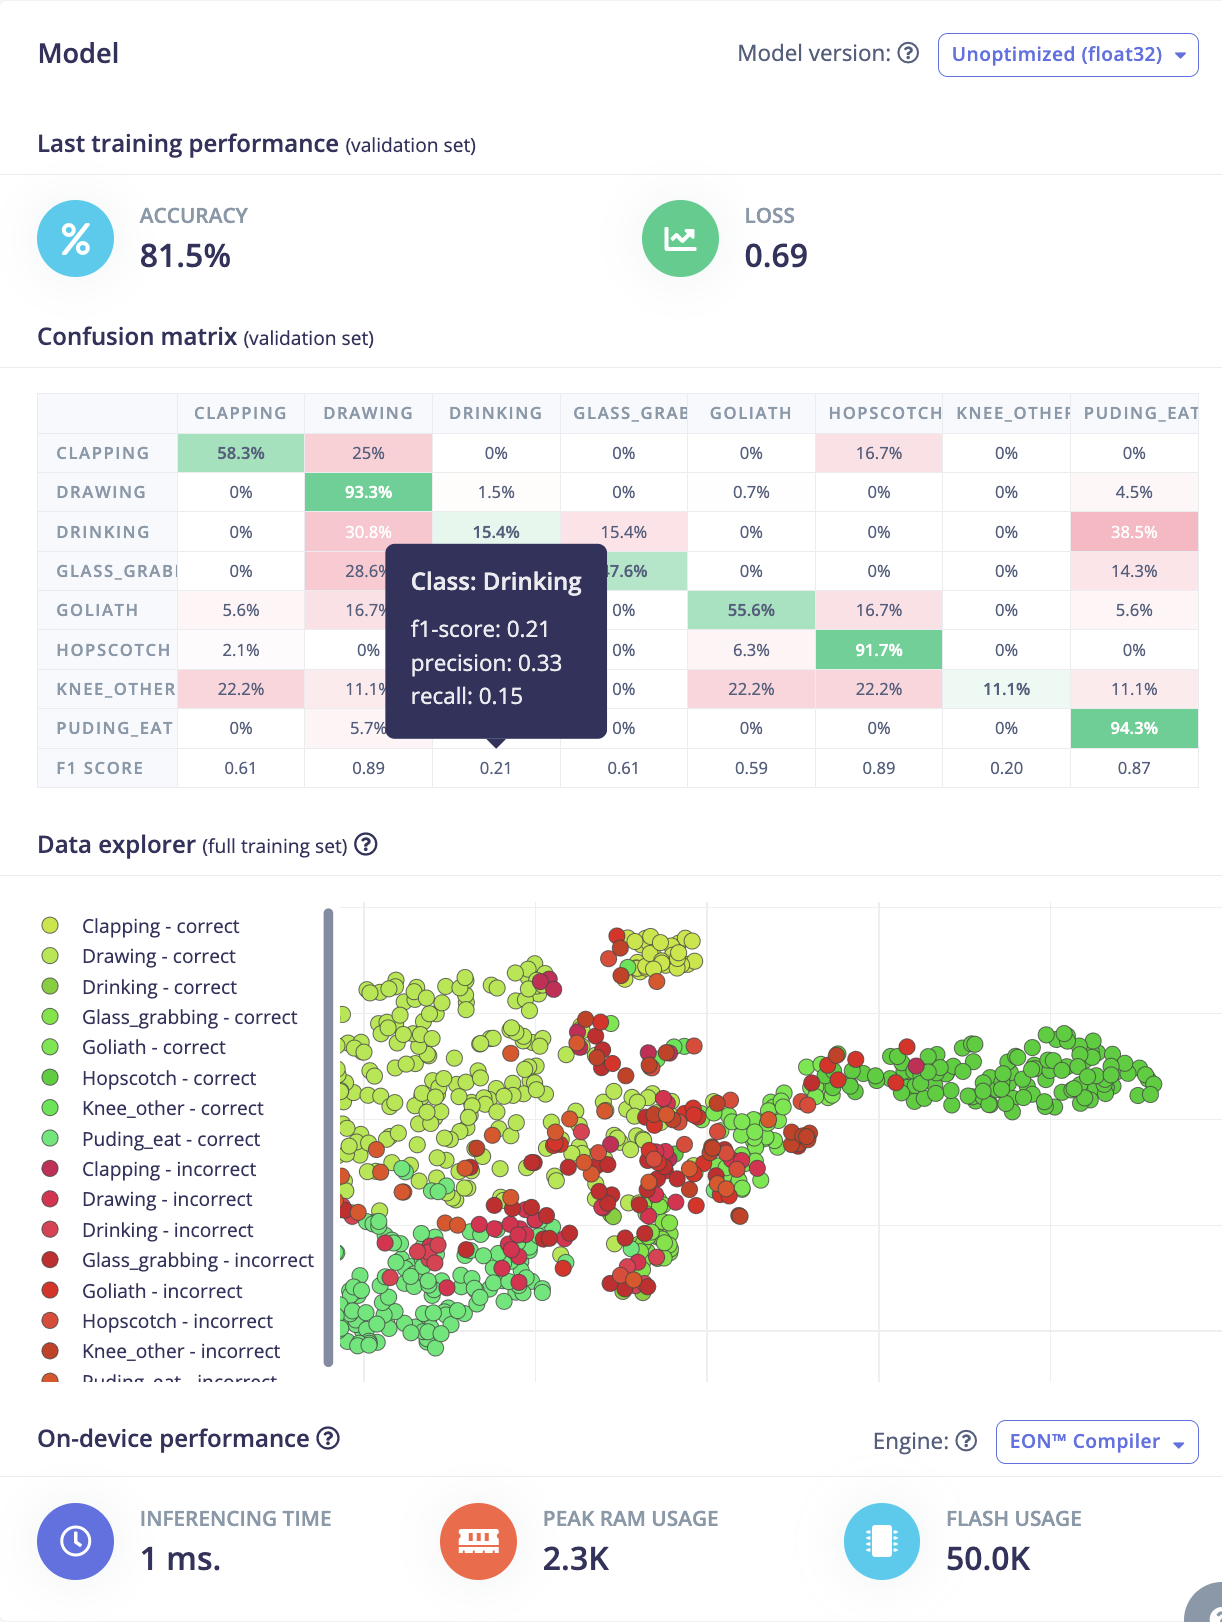 Model
Model version: Unoptimized (float32)
Last training performance (validation set)
ACCURACY
81.5%
LOSS
0.69
Confusion matrix (validation set)
CLAPPING DRAWING DRINKING GLASS_GRAB GOLIATH HOPSCOTCH KNEE_OTHER PUDING_EAT
CLAPPING 58.3% 25% 0% 0% 0% 16.7% 0% 0%
DRAWING 0% 93.3% 1.5% 0% 0.7% 0% 0% 4.5%
DRINKING 0% 30.8% 15.4% 15.4% 0% 0% 0% 38.5%
GLASS_GRABI 0% 28.6% 47.6% 0% 0% 0% 14.3%
GOLIATH 5.6% 16.7% 0% 55.6% 16.7% 0% 5.6%
HOPSCOTCH 2.1% 0% 0% 6.3% 91.7% 0% 0%
KNEE_OTHER 22.2% 11.1% 0% 22.2% 22.2% 11.1% 11.1%
PUDING_EAT 0% 5.7% 0% 0% 0% 0% 94.3%
F1 SCORE 0.61 0.89 0.21 0.61 0.59 0.89 0.20 0.87
Class: Drinking
f1-score: 0.21
precision: 0.33
recall: 0.15
Data explorer (full training set)
Clapping - correct
Drawing - correct
Drinking - correct
Glass_grabbing - correct
Goliath - correct
Hopscotch - correct
Knee_other - correct
Puding_eat - correct
Clapping - incorrect
Drawing - incorrect
Drinking - incorrect
Glass_grabbing - incorrect
Goliath - incorrect
Hopscotch - incorrect
Knee_other - incorrect
Puding_eat - incorrect
On-device performance
Engine: EON™ Compiler
INFERENCING TIME
1 ms.
PEAK RAM USAGE
2.3K
FLASH USAGE
50.0K